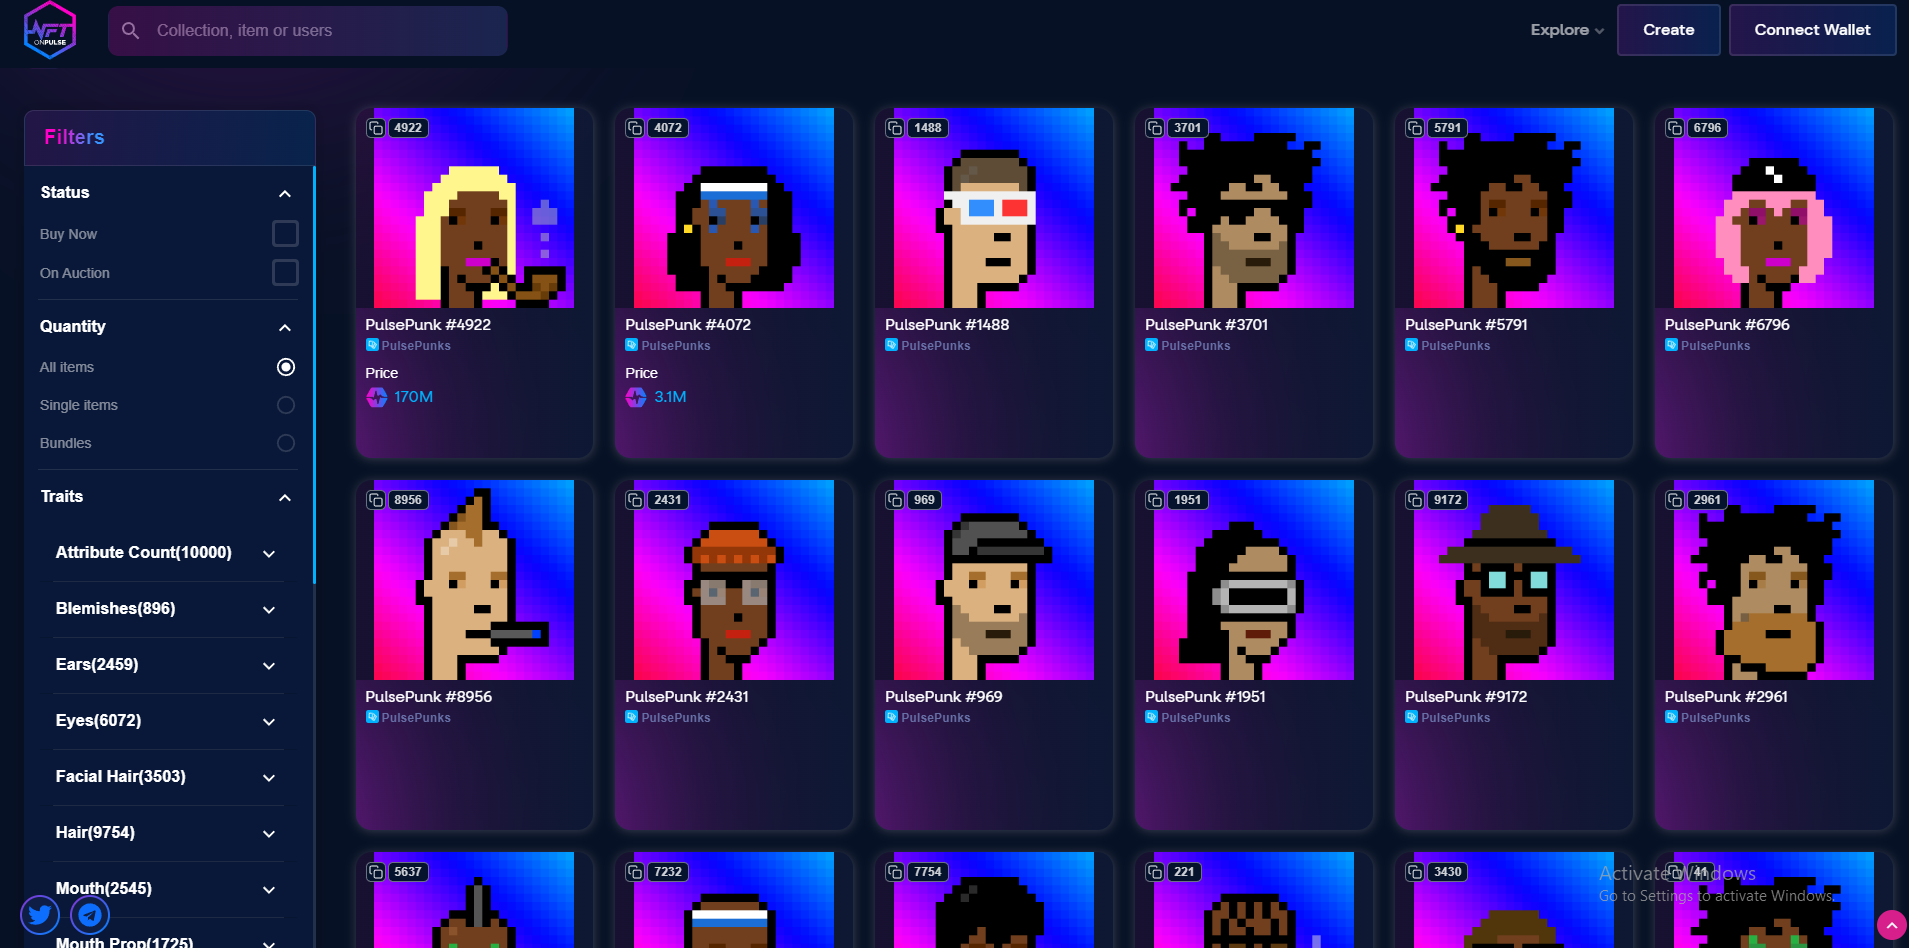 NFT
ONPULSE
Collection, item or users
Explore
Create
Connect Wallet
Filters
Status
Buy Now
On Auction
Quantity
All items
Single items
Bundles
Traits
Attribute Count(10000)
Blemishes(896)
Ears(2459)
Eyes(6072)
Facial Hair(3503)
Hair(9754)
Mouth(2545)
Mouth Prop(1725)
4922
PulsePunk #4922
PulsePunks
Price
170M
4072
PulsePunk #4072
PulsePunks
Price
3.1M
1488
PulsePunk #1488
PulsePunks
3701
PulsePunk #3701
PulsePunks
5791
PulsePunk #5791
PulsePunks
6796
PulsePunk #6796
PulsePunks
8956
PulsePunk #8956
PulsePunks
2431
PulsePunk #2431
PulsePunks
969
PulsePunk #969
PulsePunks
1951
PulsePunk #1951
PulsePunks
9172
PulsePunk #9172
PulsePunks
2961
PulsePunk #2961
PulsePunks
5637
7232
7754
221
3430
41
Activate Windows
Go to Settings to activate Windows.